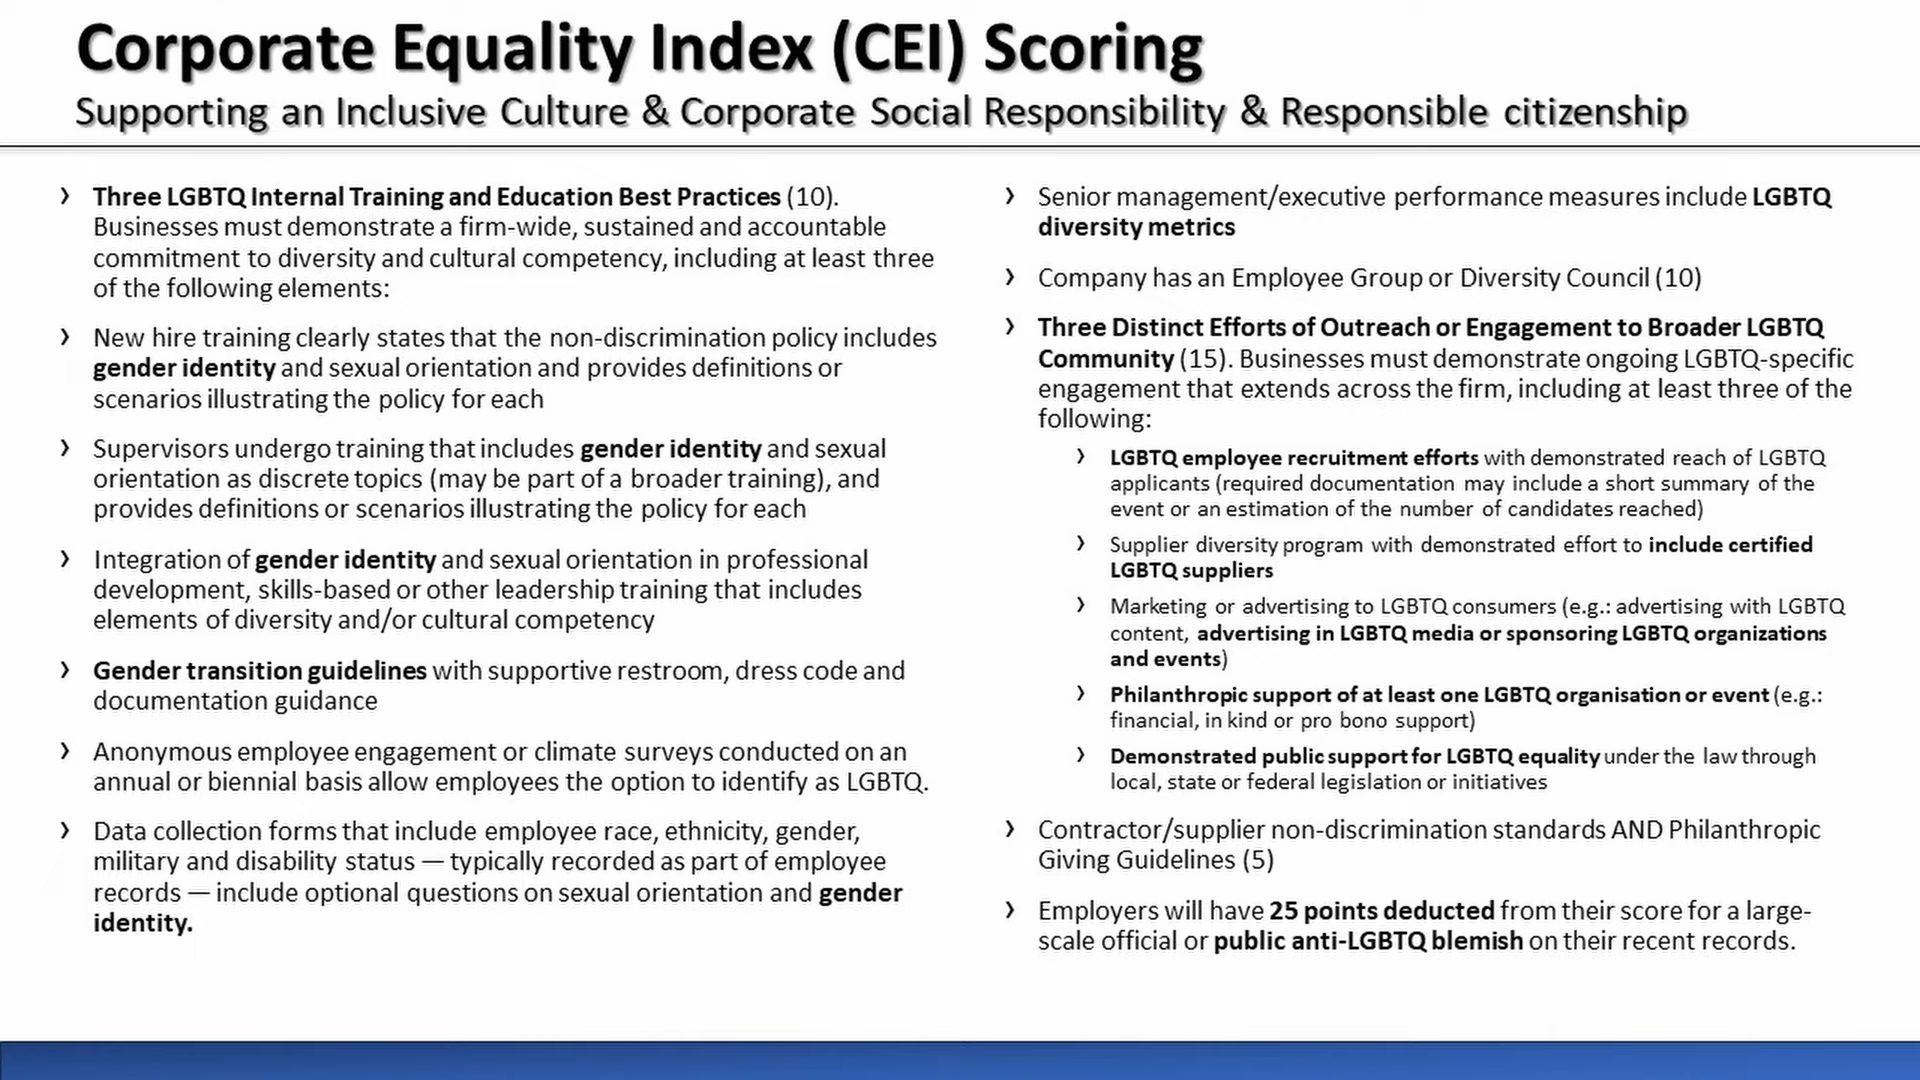 Corporate Equality Index (CEI) Scoring
Supporting an Inclusive Culture & Corporate Social Responsibility & Responsible citizenship
› Three LGBTQ Internal Training and Education Best Practices (10).
Businesses must demonstrate a firm-wide, sustained and accountable
commitment to diversity and cultural competency, including at least three
of the following elements:
› New hire training clearly states that the non-discrimination policy includes
gender identity and sexual orientation and provides definitions or
scenarios illustrating the policy for each
› Supervisors undergo training that includes gender identity and sexual
orientation as discrete topics (may be part of a broader training), and
provides definitions or scenarios illustrating the policy for each
› Integration of gender identity and sexual orientation in professional
development, skills-based or other leadership training that includes
elements of diversity and/or cultural competency
› Gender transition guidelines with supportive restroom, dress code and
documentation guidance
› Anonymous employee engagement or climate surveys conducted on an
annual or biennial basis allow employees the option to identify as LGBTQ.
› Data collection forms that include employee race, ethnicity, gender,
military and disability status — typically recorded as part of employee
records — include optional questions on sexual orientation and gender
identity.
› Senior management/executive performance measures include LGBTQ
diversity metrics
› Company has an Employee Group or Diversity Council (10)
› Three Distinct Efforts of Outreach or Engagement to Broader LGBTQ
Community (15). Businesses must demonstrate ongoing LGBTQ-specific
engagement that extends across the firm, including at least three of the
following:
› LGBTQ employee recruitment efforts with demonstrated reach of LGBTQ
applicants (required documentation may include a short summary of the
event or an estimation of the number of candidates reached)
› Supplier diversity program with demonstrated effort to include certified
LGBTQ suppliers
› Marketing or advertising to LGBTQ consumers (e.g.: advertising with LGBTQ
content, advertising in LGBTQ media or sponsoring LGBTQ organizations
and events)
› Philanthropic support of at least one LGBTQ organisation or event (e.g.:
financial, in kind or pro bono support)
› Demonstrated public support for LGBTQ equality under the law through
local, state or federal legislation or initiatives
› Contractor/supplier non-discrimination standards AND Philanthropic
Giving Guidelines (5)
› Employers will have 25 points deducted from their score for a large-
scale official or public anti-LGBTQ blemish on their recent records.